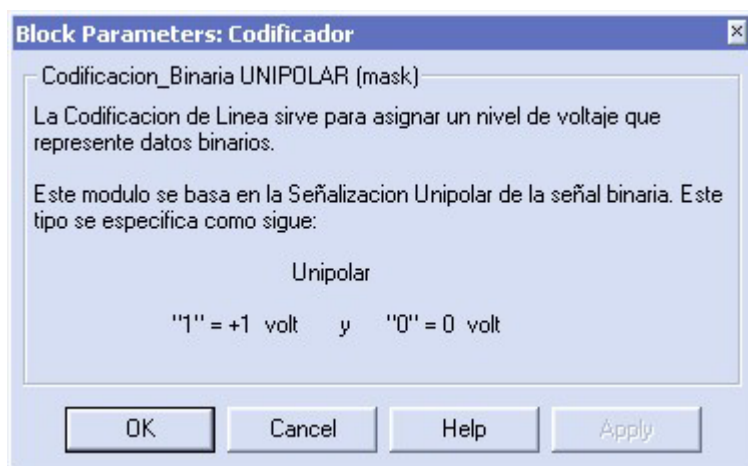 Block Parameters: Codificador
Codificacion_Binaria UNIPOLAR (mask)
La Codificacion de Linea sirve para asignar un nivel de voltaje que
represente datos binarios.
Este modulo se basa en la Señalizacion Unipolar de la señal binaria. Este
tipo se especifica como sigue:
Unipolar
"1" = +1 volt y "0" = 0 volt
OK Cancel Help Apply